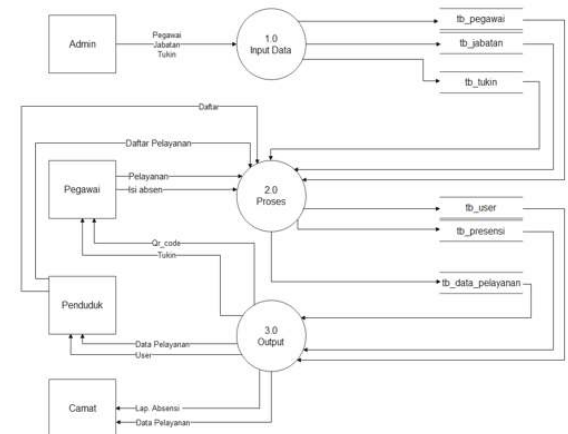 Admin
Pegawai
Jabatan
Tukin
1.0
Input Data
tb_pegawai
tb_jabatan
tb_tukin
Daftar
Daftar Pelayanan
Pegawai
Pelayanan
Isi absen
2.0
Proses
tb_user
tb_presensi
Qr_code
Tukin
tb_data_pelayanan
Penduduk
3.0
Output
Data Pelayanan
User
Camat
Lap. Absensi
Data Pelayanan